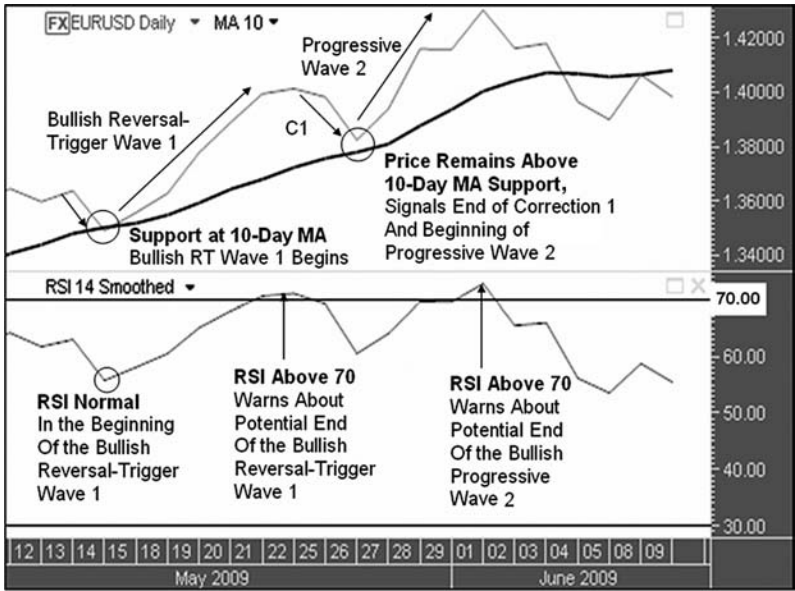 FX EURUSD Daily MA 10
Progressive
Wave 2
Bullish Reversal-
Trigger Wave 1
C1
Price Remains Above
10-Day MA Support,
Signals End of Correction 1
And Beginning of
Progressive Wave 2
Support at 10-Day MA
Bullish RT Wave 1 Begins
1.42000
1.40000
1.38000
1.36000
1.34000
RSI 14 Smoothed
RSI Normal
In the Beginning
Of the Bullish
Reversal-Trigger
Wave 1
RSI Above 70
Warns About
Potential End
Of the Bullish
Reversal-Trigger
Wave 1
RSI Above 70
Warns About
Potential End
Of the Bullish
Progressive
Wave 2
70.00
60.00
50.00
40.00
30.00
12 13 14 15 18 19 20 21 22 25 26 27 28 29 01 02 03 04 05 08 09
May 2009 June 2009